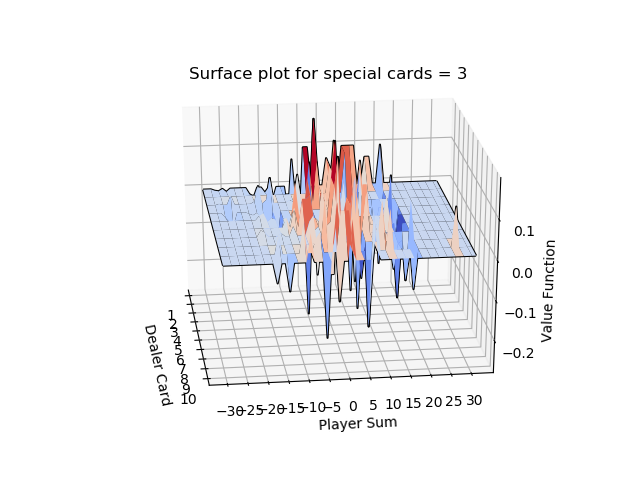 Surface plot for special cards = 3
0.1
0.0
−0.1
−0.2
Value Function
1
2
3
4
5
6
7
8
9
10
Dealer Card
−30 −25 −20 −15 −10 −5 0 5 10 15 20 25 30
Player Sum